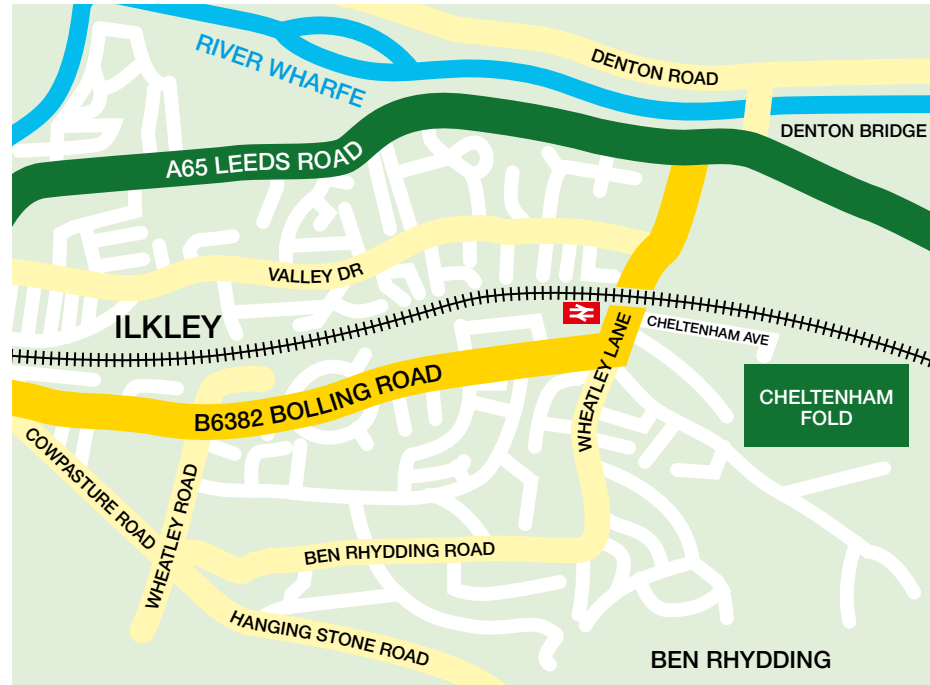 RIVER WHARFE
DENTON ROAD
DENTON BRIDGE
A65 LEEDS ROAD
VALLEY DR
ILKLEY
CHELTENHAM AVE
WHEATLEY LANE
B6382 BOLLING ROAD
CHELTENHAM
FOLD
COWPASTURE ROAD
WHEATLEY ROAD
BEN RHYDDING ROAD
HANGING STONE ROAD
BEN RHYDDING